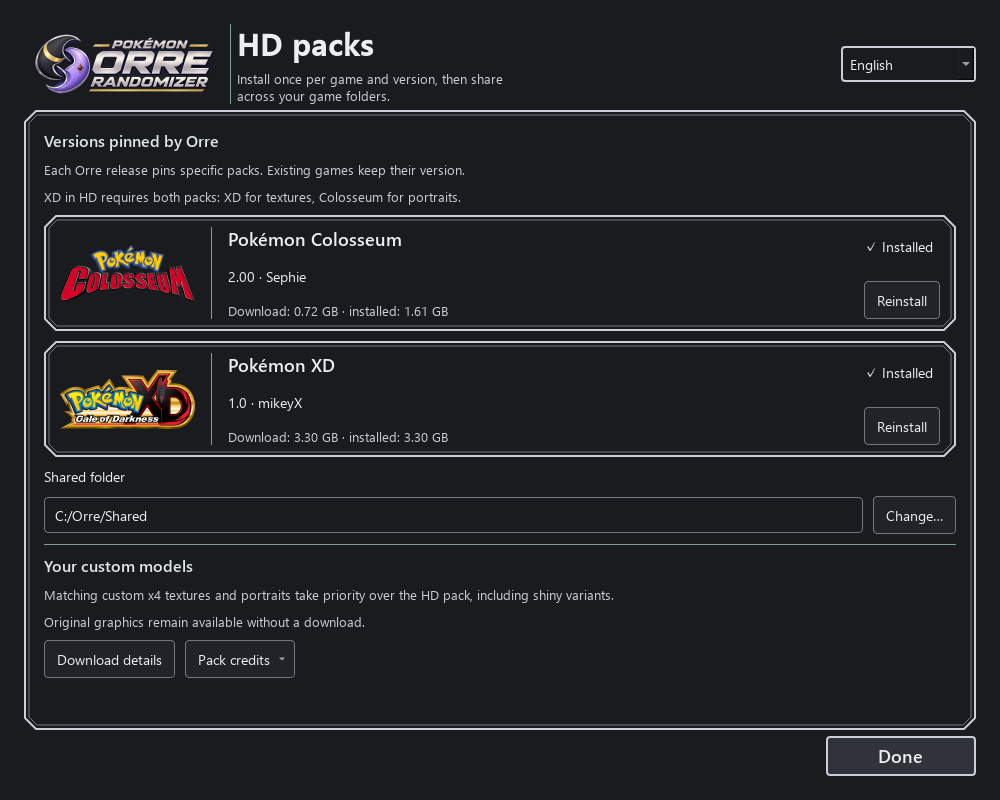 POKÉMON
ORRE
RANDOMIZER
HD packs
Install once per game and version, then share
across your game folders.
English
Versions pinned by Orre
Each Orre release pins specific packs. Existing games keep their version.
XD in HD requires both packs: XD for textures, Colosseum for portraits.
Pokémon
COLOSSEUM
Pokémon Colosseum
2.00 · Sephie
Download: 0.72 GB · installed: 1.61 GB
✓ Installed
Reinstall
Pokémon XD
Gale of Darkness
Pokémon XD
1.0 · mikeyX
Download: 3.30 GB · installed: 3.30 GB
✓ Installed
Reinstall
Shared folder
C:/Orre/Shared
Change...
Your custom models
Matching custom x4 textures and portraits take priority over the HD pack, including shiny variants.
Original graphics remain available without a download.
Download details
Pack credits
Done